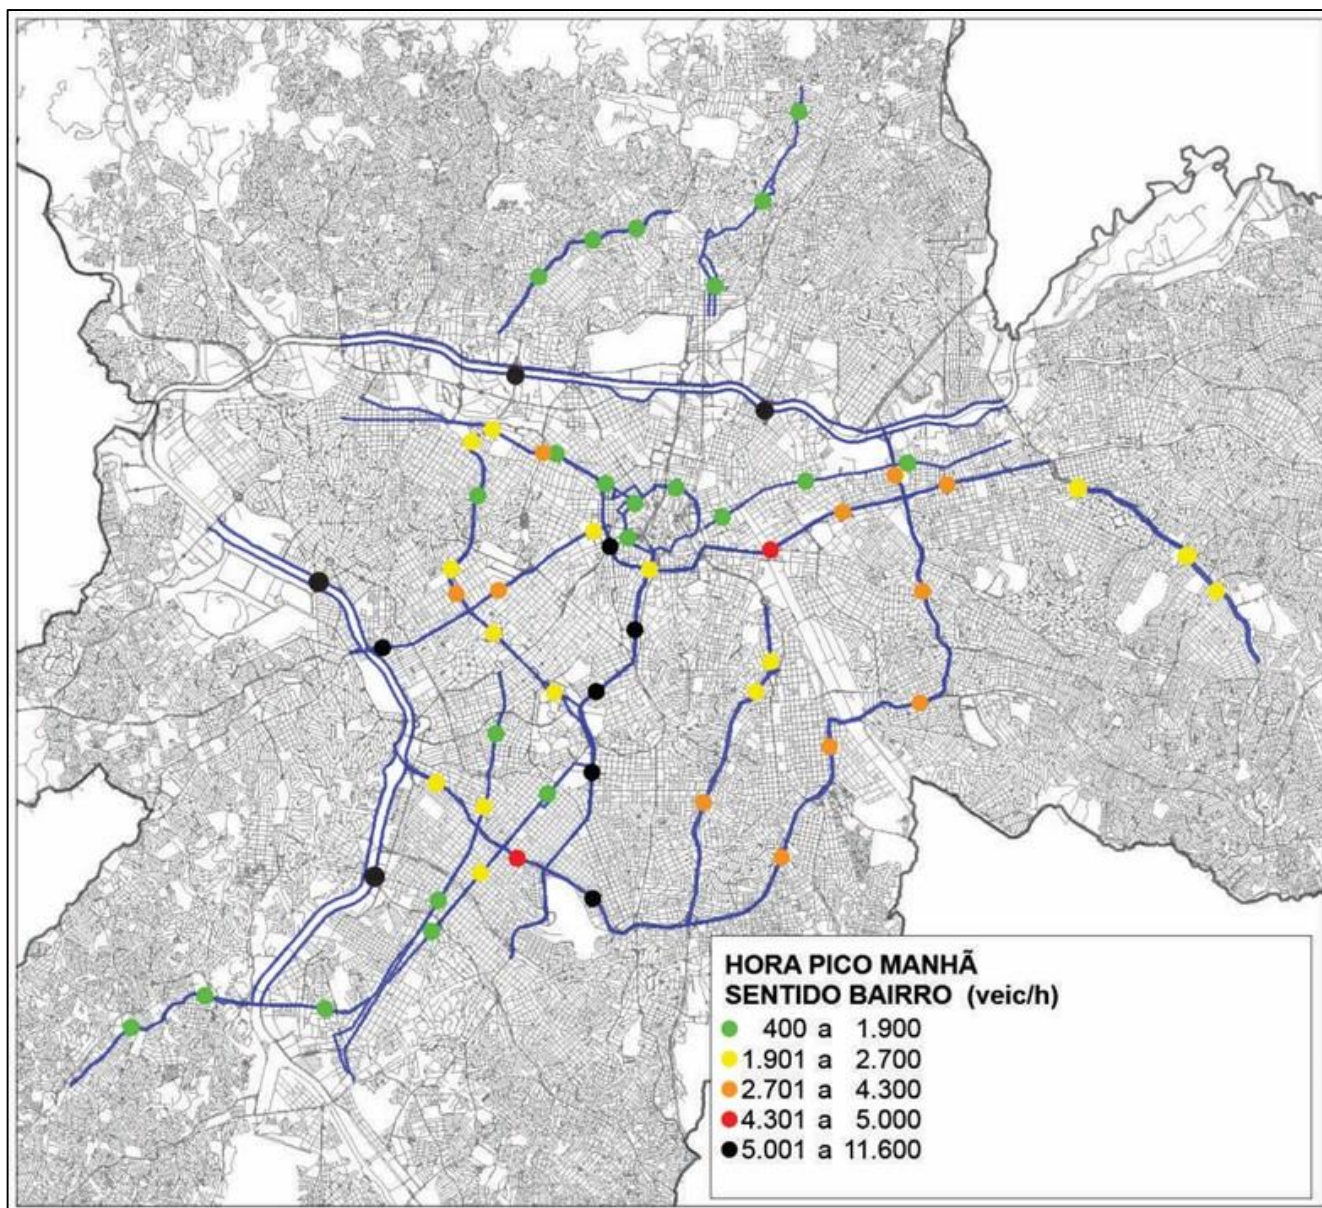 HORA PICO MANHÃ
SENTIDO BAIRRO (veic/h)
400 a 1.900
1.901 a 2.700
2.701 a 4.300
4.301 a 5.000
5.001 a 11.600